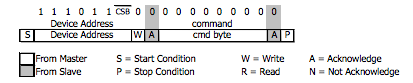 1 1 1 0 1 1 CSB 0 0 0 0 0 0 0 0 0 0
Device Address command
Device Address cmd byte
S W A A P
From Master S = Start Condition W = Write A = Acknowledge
From Slave P = Stop Condition R = Read N = Not Acknowledge